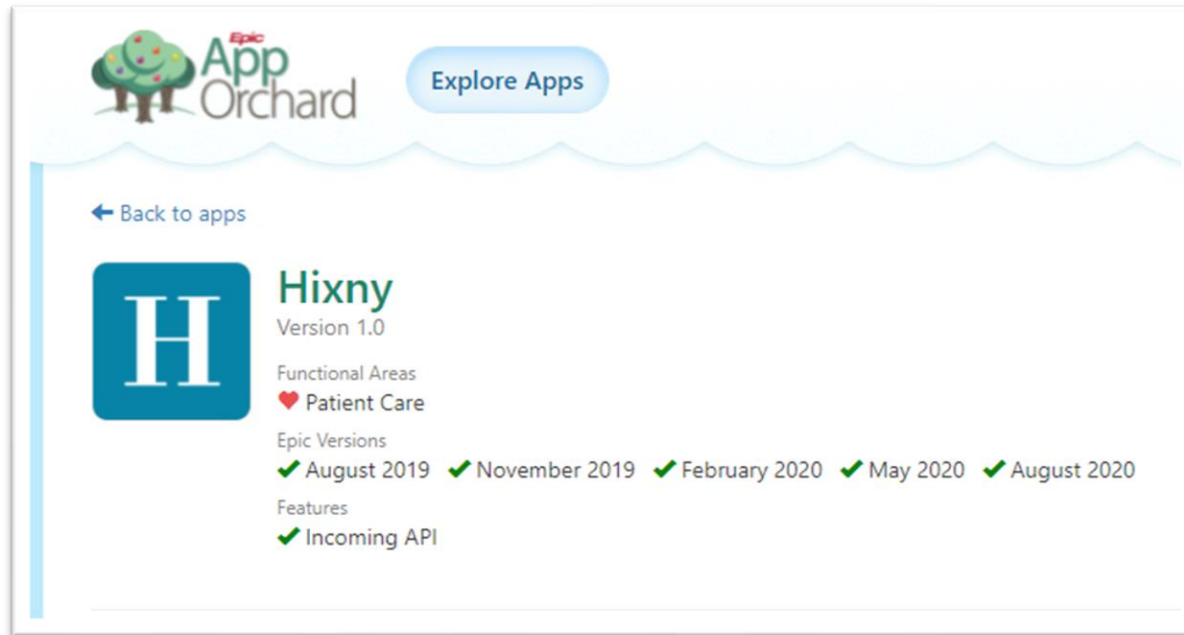 Epic
App
Orchard
Explore Apps
Back to apps
H
Hixny
Version 1.0
Functional Areas
Patient Care
Epic Versions
August 2019 November 2019 February 2020 May 2020 August 2020
Features
Incoming API